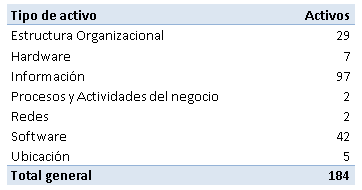 Tipo de activo Activos
Estructura Organizacional 29
Hardware 7
Información 97
Procesos y Actividades del negocio 2
Redes 2
Software 42
Ubicación 5
Total general 184